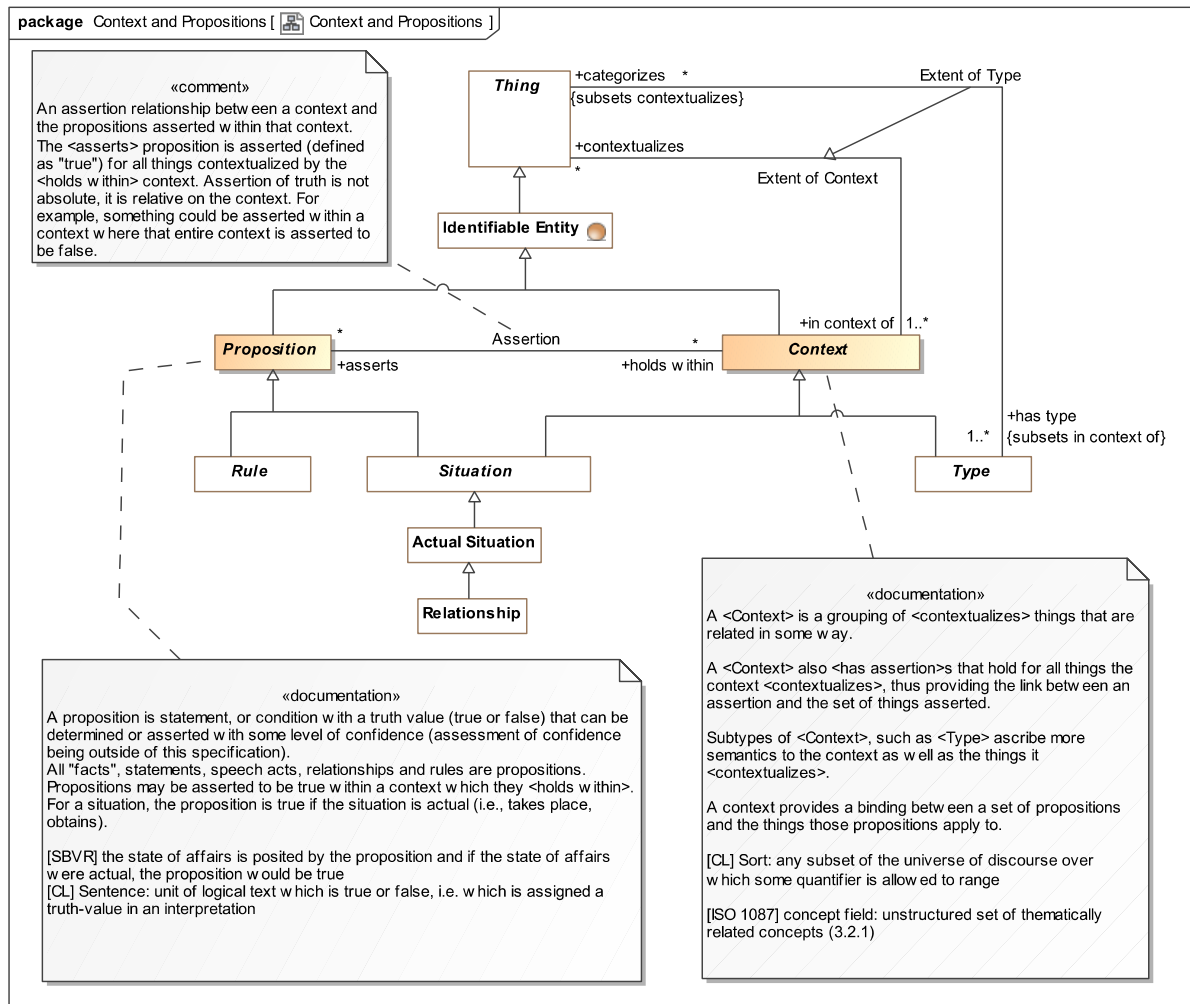 package Context and Propositions [ Context and Propositions ]
«comment»
An assertion relationship between a context and
the propositions asserted within that context.
The <asserts> proposition is asserted (defined
as "true") for all things contextualized by the
<holds within> context. Assertion of truth is not
absolute, it is relative on the context. For
example, something could be asserted within a
context where that entire context is asserted to
be false.
Thing
+categorizes *
{subsets contextualizes}
Extent of Type
+contextualizes
*
Extent of Context
Identifiable Entity
+in context of 1..*
Proposition
*
+asserts
Assertion
*
+holds within
Context
+has type
1..* {subsets in context of}
Rule
Situation
Type
Actual Situation
Relationship
«documentation»
A proposition is statement, or condition with a truth value (true or false) that can be
determined or asserted with some level of confidence (assessment of confidence
being outside of this specification).
All "facts", statements, speech acts, relationships and rules are propositions.
Propositions may be asserted to be true within a context which they <holds within>.
For a situation, the proposition is true if the situation is actual (i.e., takes place,
obtains).
[SBVR] the state of affairs is posited by the proposition and if the state of affairs
were actual, the proposition would be true
[CL] Sentence: unit of logical text which is true or false, i.e. which is assigned a
truth-value in an interpretation
«documentation»
A <Context> is a grouping of <contextualizes> things that are
related in some way.
A <Context> also <has assertion>s that hold for all things the
context <contextualizes>, thus providing the link between an
assertion and the set of things asserted.
Subtypes of <Context>, such as <Type> ascribe more
semantics to the context as well as the things it
<contextualizes>.
A context provides a binding between a set of propositions
and the things those propositions apply to.
[CL] Sort: any subset of the universe of discourse over
which some quantifier is allowed to range
[ISO 1087] concept field: unstructured set of thematically
related concepts (3.2.1)